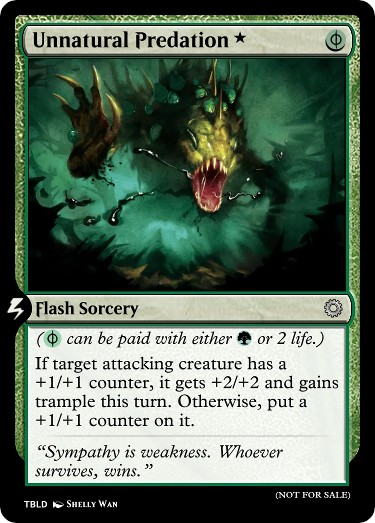 Unnatural Predation ★
Flash Sorcery
( can be paid with either or 2 life.)
If target attacking creature has a
+1/+1 counter, it gets +2/+2 and gains
trample this turn. Otherwise, put a
+1/+1 counter on it.
“Sympathy is weakness. Whoever
survives, wins.”
TBLD Shelly Wan
(NOT FOR SALE)